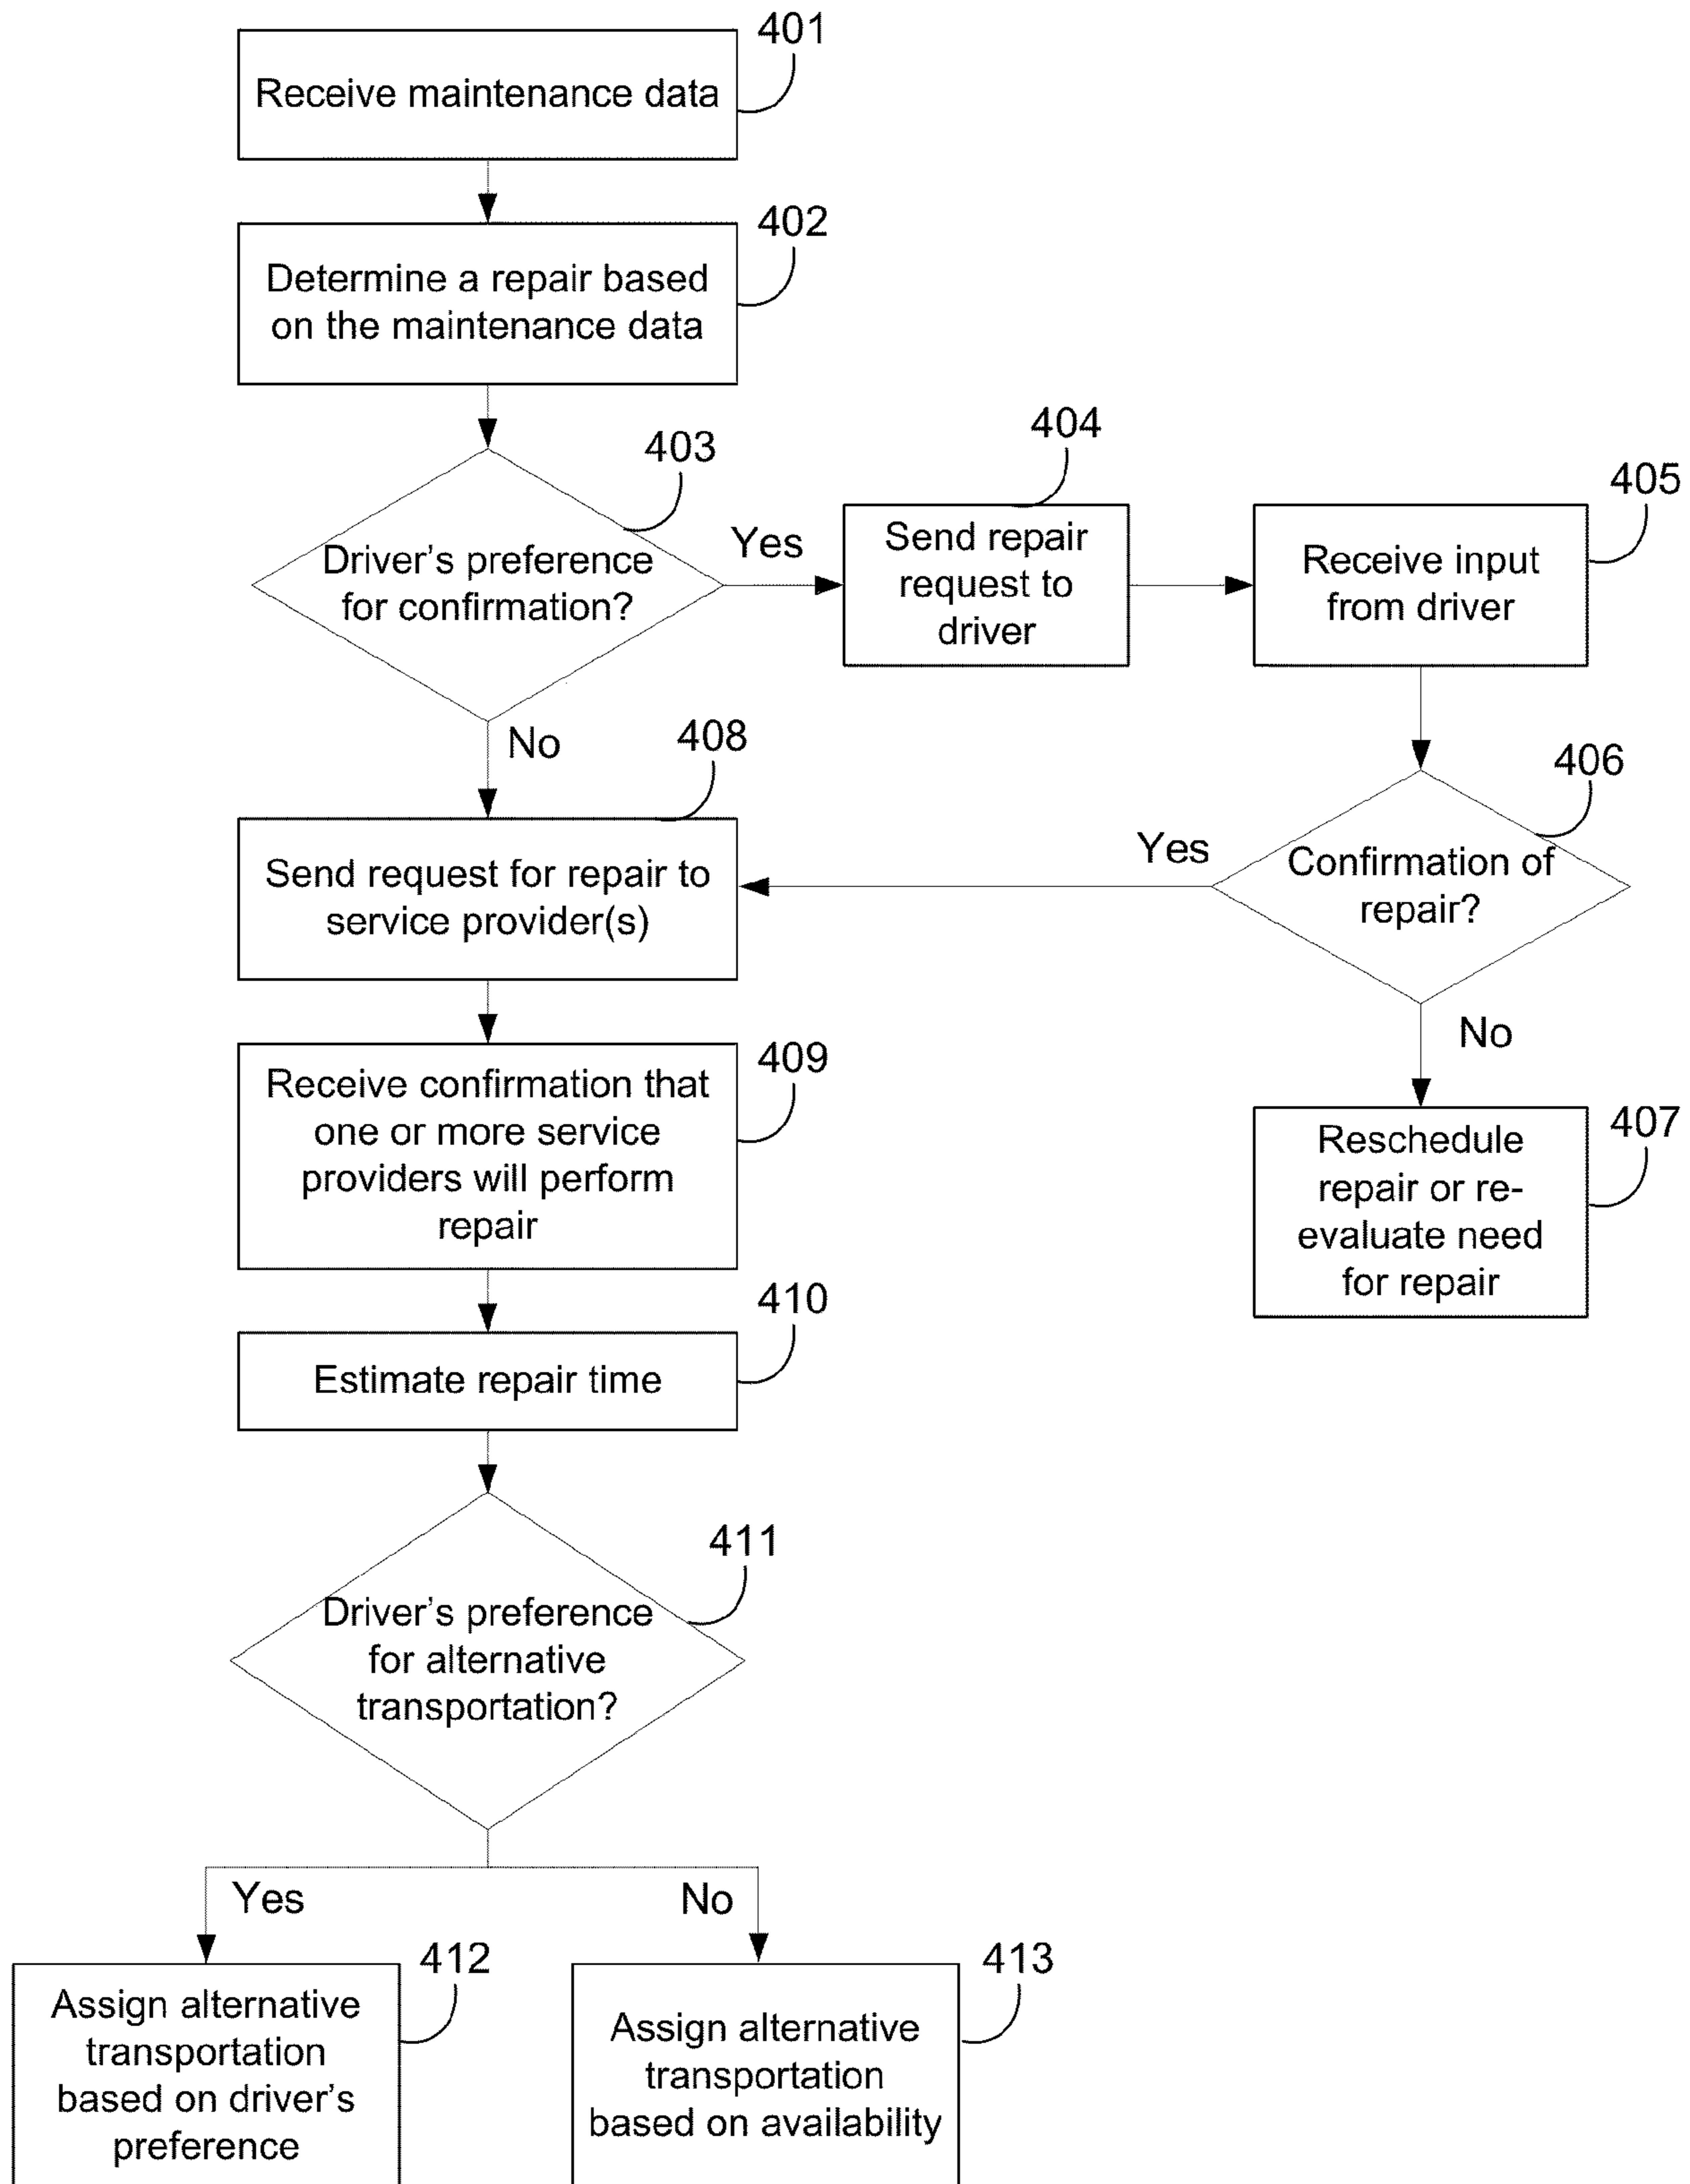 401
Receive maintenance data
402
Determine a repair based
on the maintenance data
403
Driver's preference
for confirmation?
Yes
404
Send repair
request to
driver
405
Receive input
from driver
No
406
Confirmation of
repair?
Yes
No
407
Reschedule
repair or re-
evaluate need
for repair
408
Send request for repair to
service provider(s)
409
Receive confirmation that
one or more service
providers will perform
repair
410
Estimate repair time
411
Driver's preference
for alternative
transportation?
Yes
No
412
Assign alternative
transportation
based on driver's
preference
413
Assign alternative
transportation
based on availability